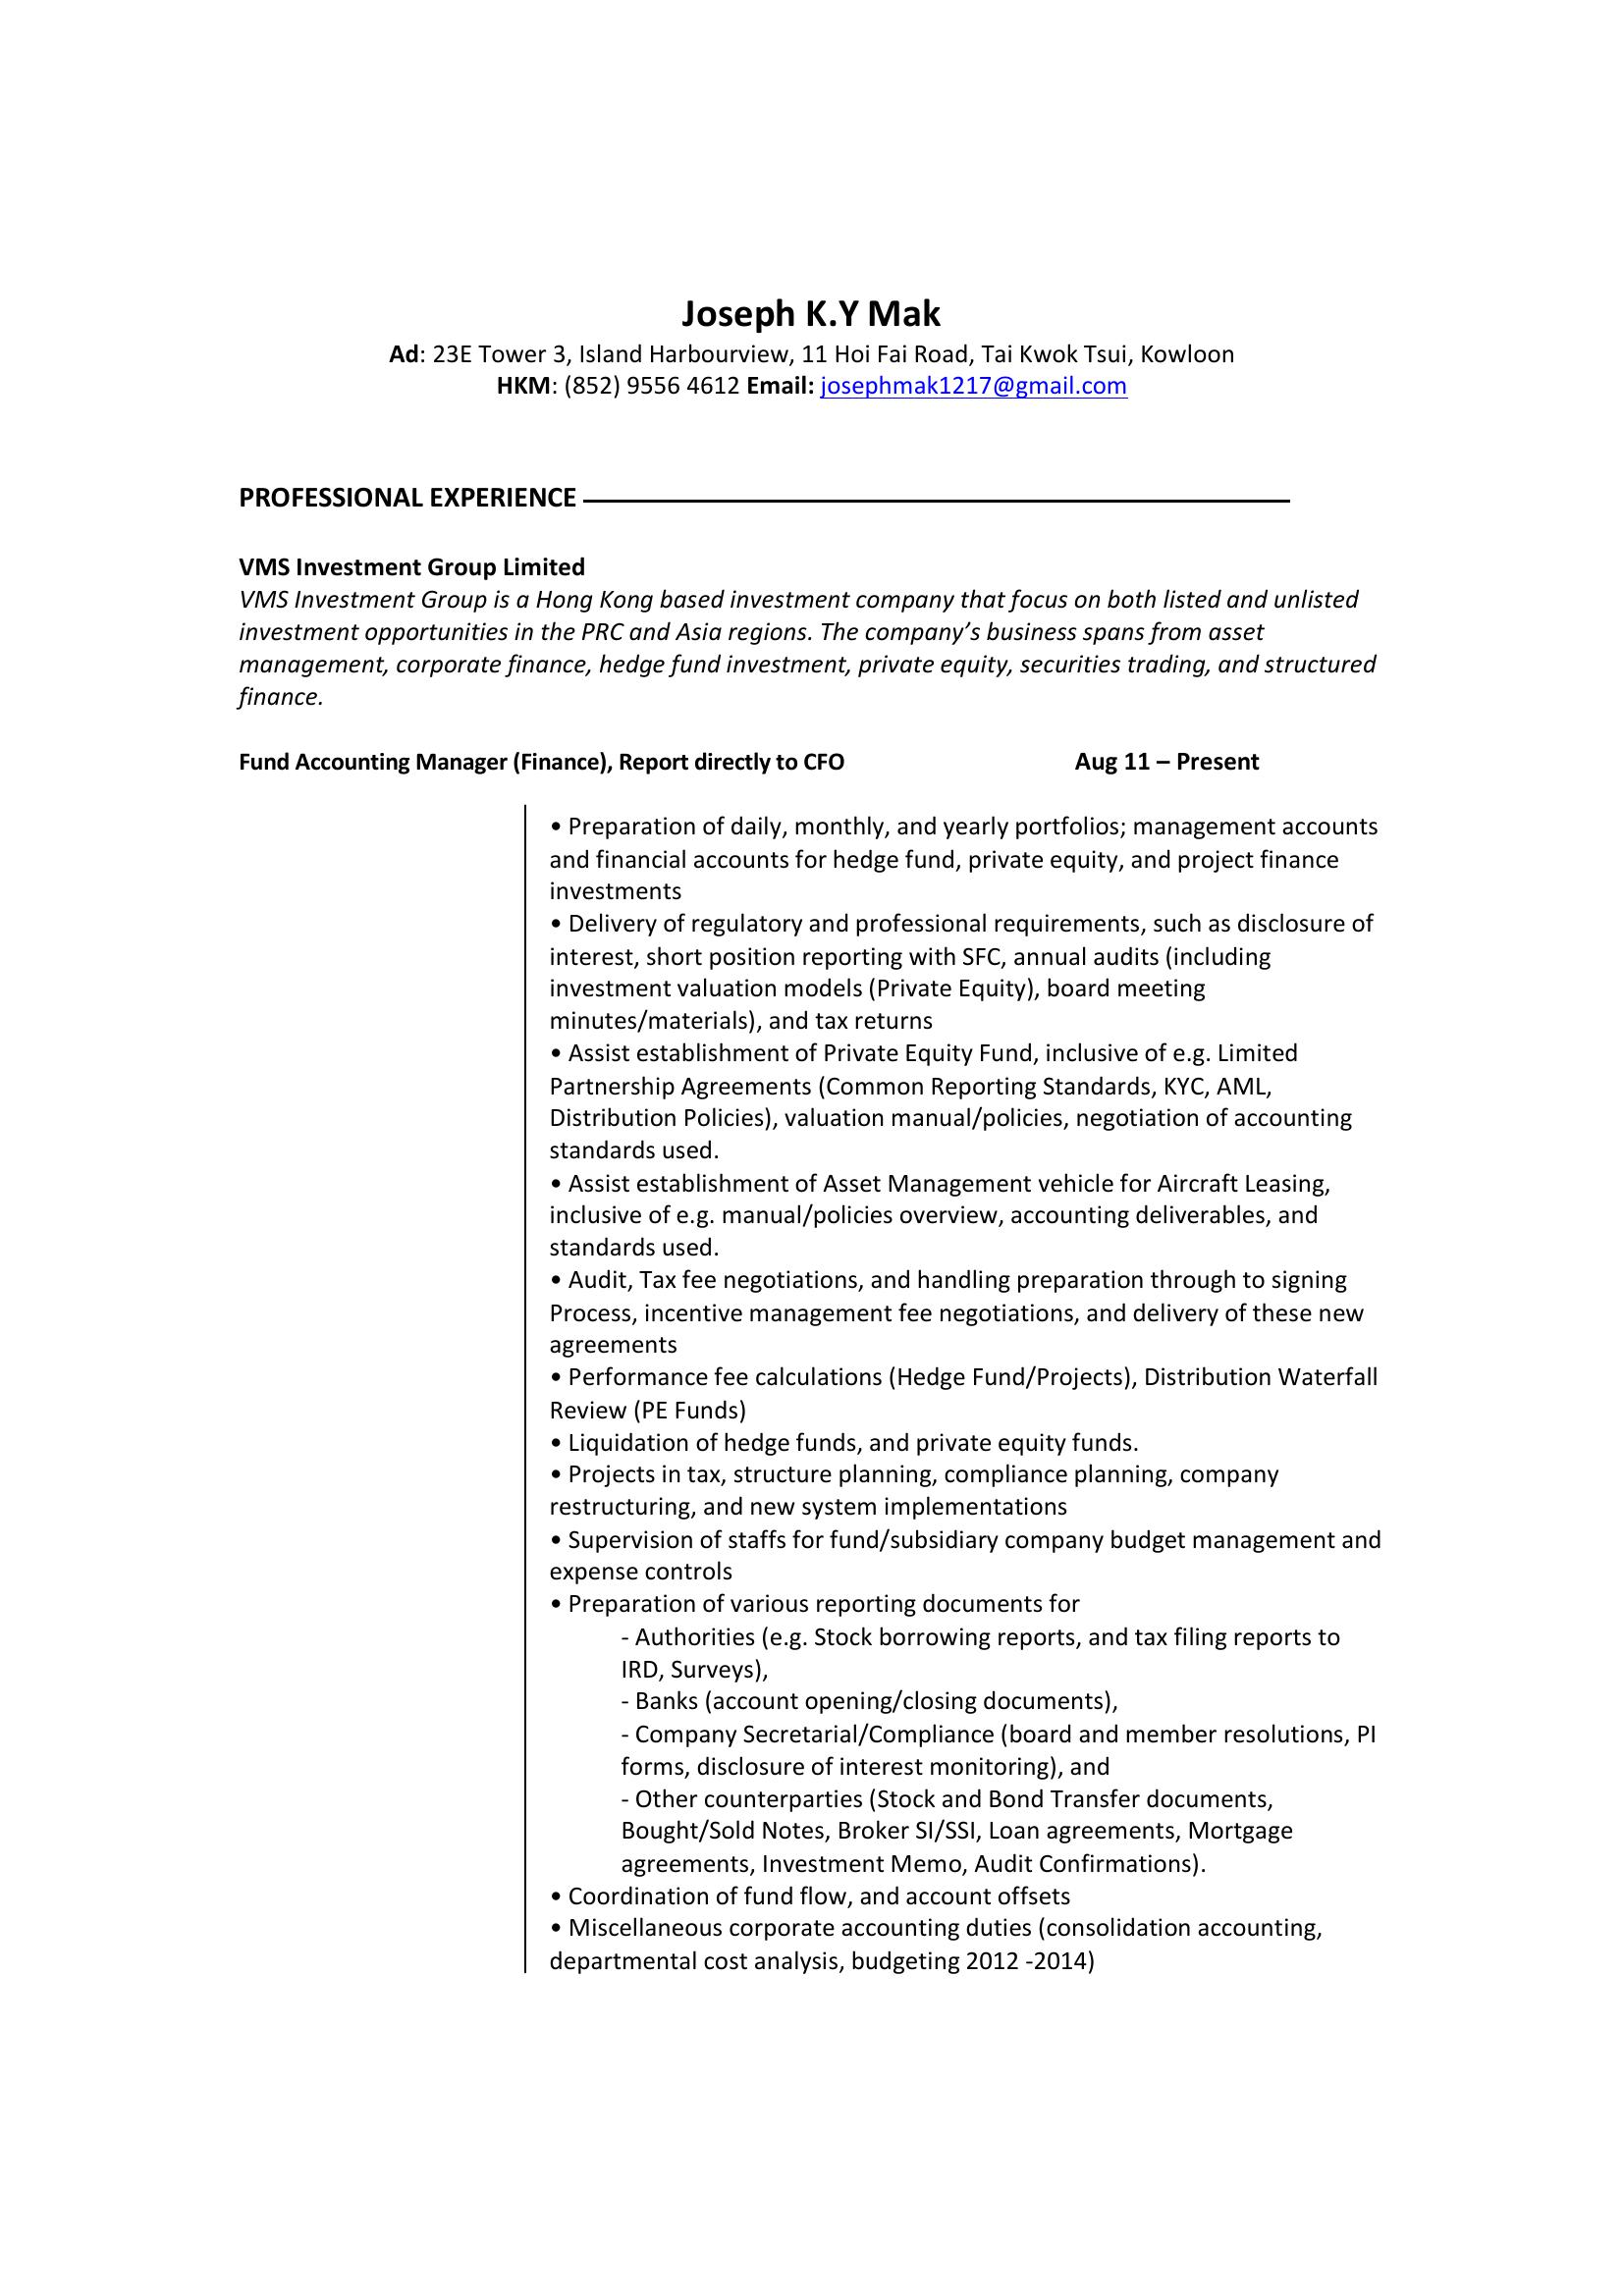 Joseph K.Y Mak
Ad: 23E Tower 3, Island Harbourview, 11 Hoi Fai Road, Tai Kwok Tsui, Kowloon
HKM: (852) 9556 4612 Email: josephmak1217@gmail.com
PROFESSIONAL EXPERIENCE
VMS Investment Group Limited
VMS Investment Group is a Hong Kong based investment company that focus on both listed and unlisted
investment opportunities in the PRC and Asia regions. The company’s business spans from asset
management, corporate finance, hedge fund investment, private equity, securities trading, and structured
finance.
Fund Accounting Manager (Finance), Report directly to CFO Aug 11 – Present
• Preparation of daily, monthly, and yearly portfolios; management accounts
and financial accounts for hedge fund, private equity, and project finance
investments
• Delivery of regulatory and professional requirements, such as disclosure of
interest, short position reporting with SFC, annual audits (including
investment valuation models (Private Equity), board meeting
minutes/materials), and tax returns
• Assist establishment of Private Equity Fund, inclusive of e.g. Limited
Partnership Agreements (Common Reporting Standards, KYC, AML,
Distribution Policies), valuation manual/policies, negotiation of accounting
standards used.
• Assist establishment of Asset Management vehicle for Aircraft Leasing,
inclusive of e.g. manual/policies overview, accounting deliverables, and
standards used.
• Audit, Tax fee negotiations, and handling preparation through to signing
Process, incentive management fee negotiations, and delivery of these new
agreements
• Performance fee calculations (Hedge Fund/Projects), Distribution Waterfall
Review (PE Funds)
• Liquidation of hedge funds, and private equity funds.
• Projects in tax, structure planning, compliance planning, company
restructuring, and new system implementations
• Supervision of staffs for fund/subsidiary company budget management and
expense controls
• Preparation of various reporting documents for
- Authorities (e.g. Stock borrowing reports, and tax filing reports to
IRD, Surveys),
- Banks (account opening/closing documents),
- Company Secretarial/Compliance (board and member resolutions, PI
forms, disclosure of interest monitoring), and
- Other counterparties (Stock and Bond Transfer documents,
Bought/Sold Notes, Broker SI/SSI, Loan agreements, Mortgage
agreements, Investment Memo, Audit Confirmations).
• Coordination of fund flow, and account offsets
• Miscellaneous corporate accounting duties (consolidation accounting,
departmental cost analysis, budgeting 2012 -2014)